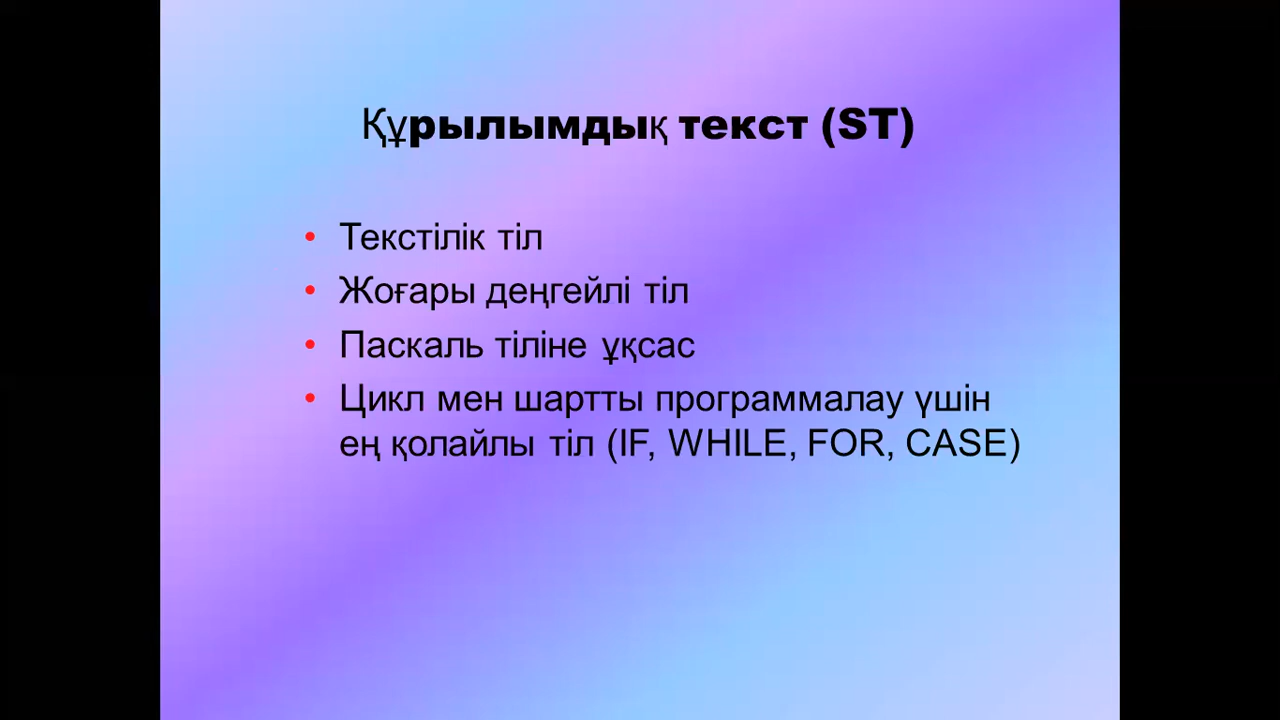 Құрылымдық текст (ST)
• Текстілік тіл
• Жоғары деңгейлі тіл
• Паскаль тіліне ұқсас
• Цикл мен шартты программалау үшін
ең қолайлы тіл (IF, WHILE, FOR, CASE)